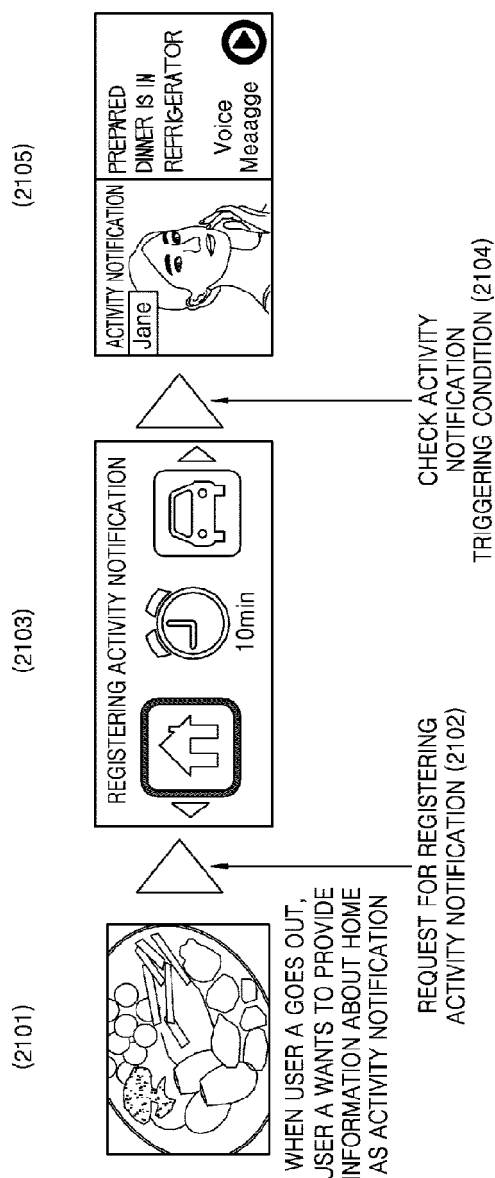 (2101)
WHEN USER A GOES OUT,
USER A WANTS TO PROVIDE
INFORMATION ABOUT HOME
AS ACTIVITY NOTIFICATION
REQUEST FOR REGISTERING
ACTIVITY NOTIFICATION (2102)
(2103)
REGISTERING ACTIVITY NOTIFICATION
10min
CHECK ACTIVITY
NOTIFICATION
TRIGGERING CONDITION (2104)
(2105)
ACTIVITY NOTIFICATION
Jane
PREPARED
DINNER IS IN
REFRIGERATOR
Voice
Meaagge